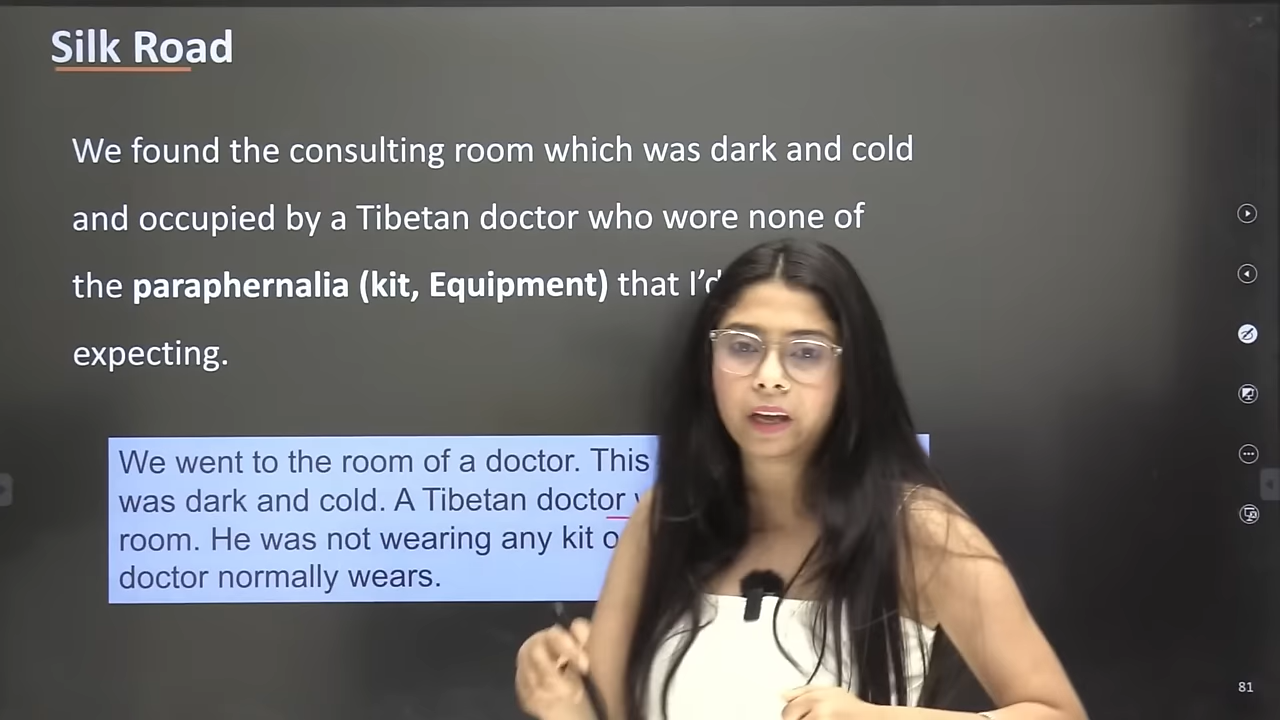 Silk Road
We found the consulting room which was dark and cold
and occupied by a Tibetan doctor who wore none of
the paraphernalia (kit, Equipment) that
expecting.
We went to the room of a doctor. This
was dark and cold. A Tibetan doctor
room. He was not wearing any kit
doctor normally wears.
81